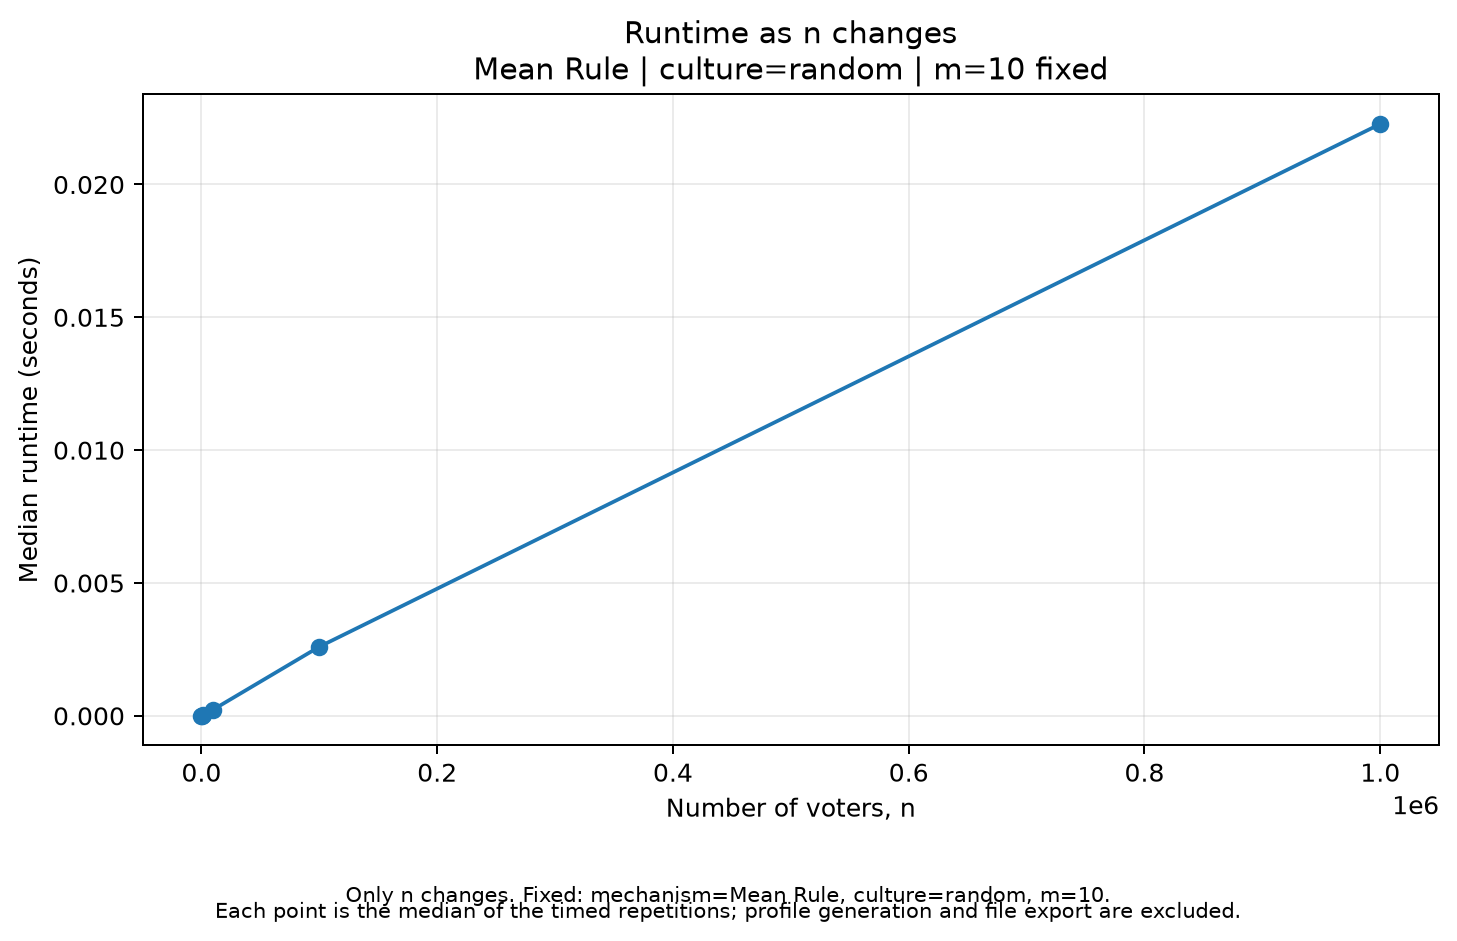 Runtime as n changes
Mean Rule | culture=random | m=10 fixed
Median runtime (seconds)
0.020
0.015
0.010
0.005
0.000
0.0 0.2 0.4 0.6 0.8 1.0
1e6
Number of voters, n
Only n changes. Fixed: mechanism=Mean Rule, culture=random, m=10.
Each point is the median of the timed repetitions; profile generation and file export are excluded.